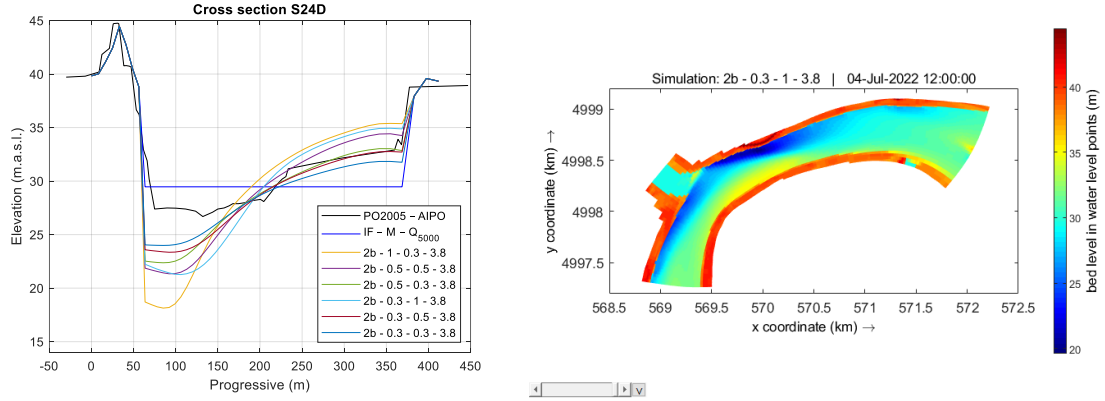 Cross section S24D
Elevation (m.a.s.l.)
45
40
35
30
25
20
15
-50
0
50
100
150
200
250
300
350
400
450
Progressive (m)
PO2005 − AIPO
IF − M − Q5000
2b - 1 - 0.3 - 3.8
2b - 0.5 - 0.5 - 3.8
2b - 0.5 - 0.3 - 3.8
2b - 0.3 - 1 - 3.8
2b - 0.3 - 0.5 - 3.8
2b - 0.3 - 0.3 - 3.8
Simulation: 2b - 0.3 - 1 - 3.8 | 04-Jul-2022 12:00:00
y coordinate (km) →
4999
4998.5
4998
4997.5
568.5
569
569.5
570
570.5
571
571.5
572
572.5
x coordinate (km) →
40
35
30
25
20
bed level in water level points (m)
V